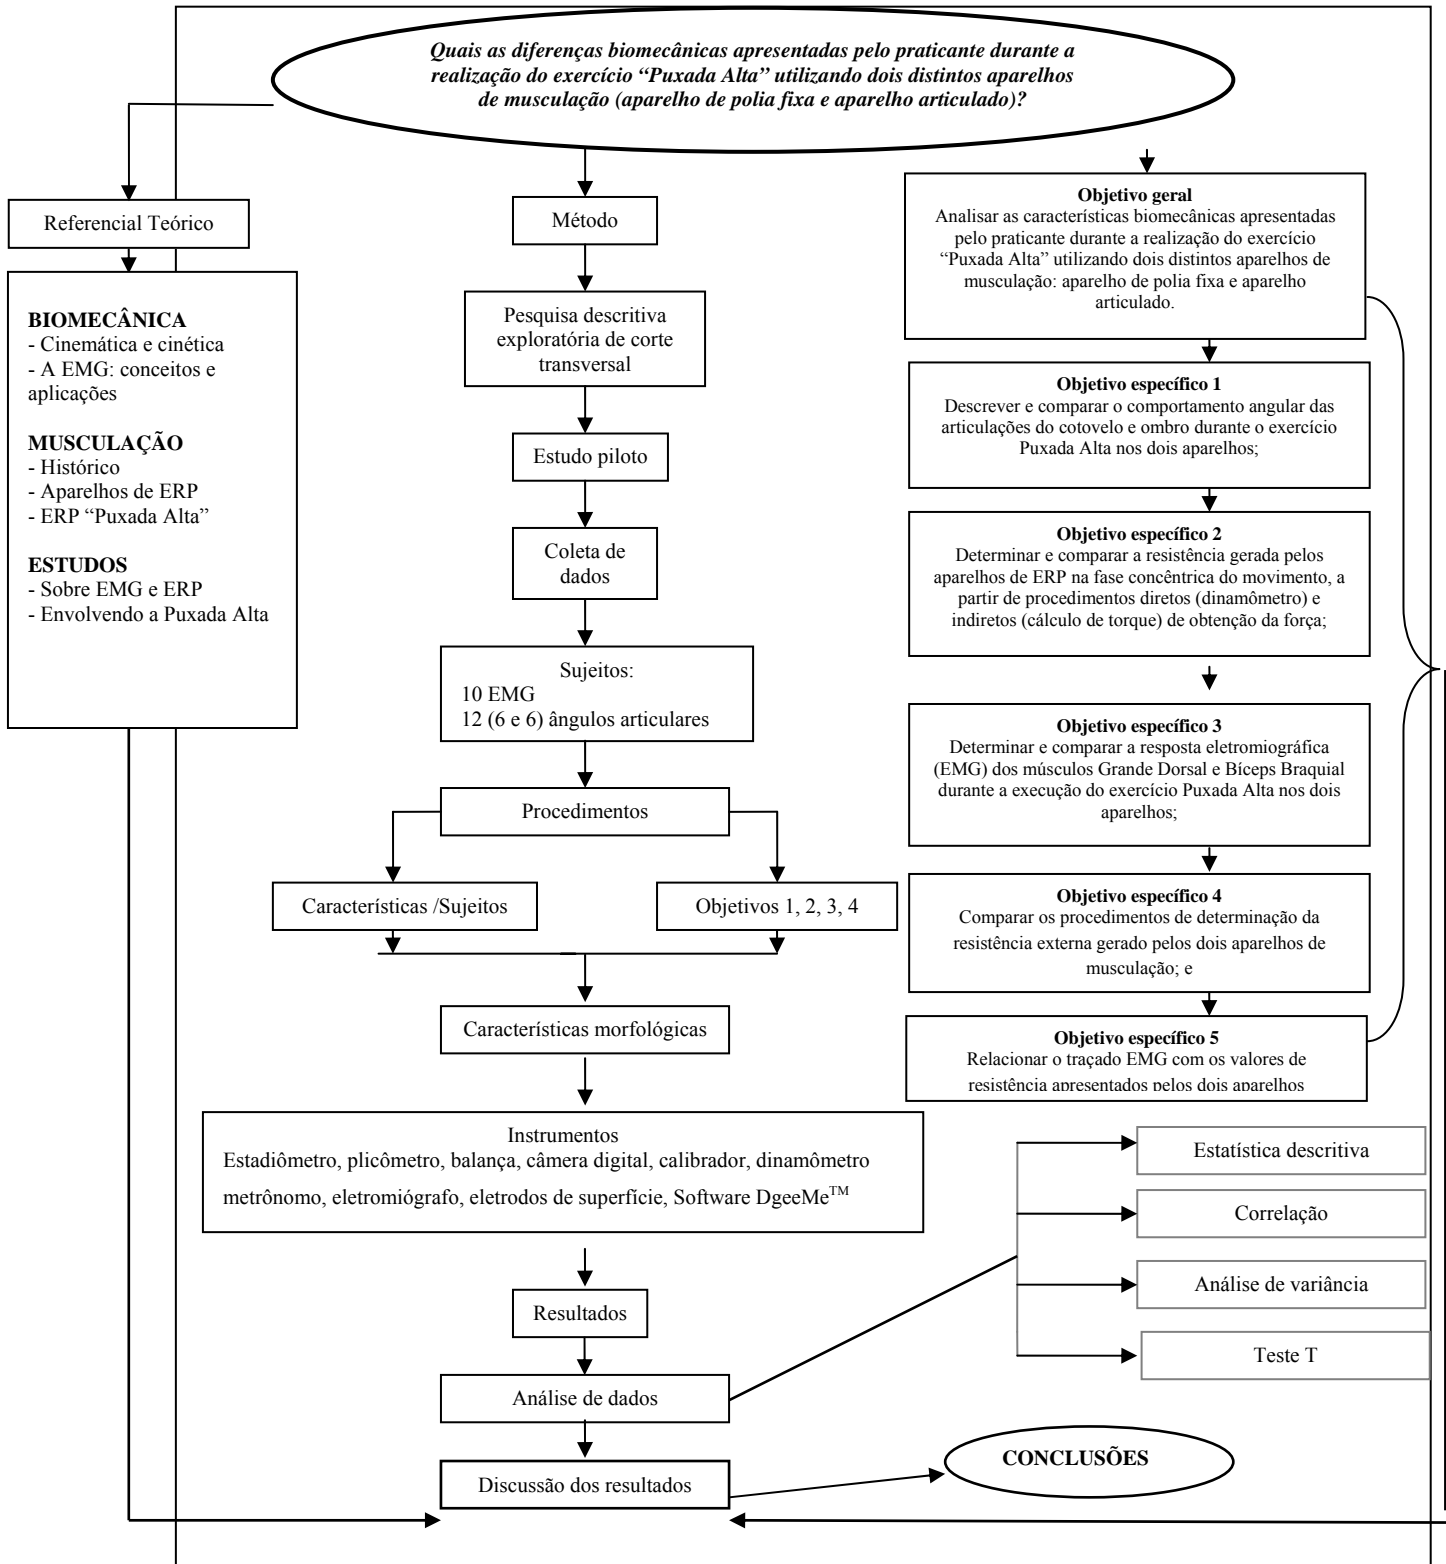 Quais as diferenças biomecânicas apresentadas pelo praticante durante a
realização do exercício “Puxada Alta” utilizando dois distintos aparelhos
de musculação (aparelho de polia fixa e aparelho articulado)?
Referencial Teórico
BIOMECÂNICA
- Cinemática e cinética
- A EMG: conceitos e
aplicações
MUSCULAÇÃO
- Histórico
- Aparelhos de ERP
- ERP “Puxada Alta”
ESTUDOS
- Sobre EMG e ERP
- Envolvendo a Puxada Alta
Método
Pesquisa descritiva
exploratória de corte
transversal
Estudo piloto
Coleta de
dados
Sujeitos:
10 EMG
12 (6 e 6) ângulos articulares
Procedimentos
Características /Sujeitos
Objetivos 1, 2, 3, 4
Características morfológicas
Instrumentos
Estadiômetro, plicômetro, balança, câmera digital, calibrador, dinamômetro
metrônomo, eletromiógrafo, eletrodos de superfície, Software DgeeMe™
Resultados
Análise de dados
Discussão dos resultados
Objetivo geral
Analisar as características biomecânicas apresentadas
pelo praticante durante a realização do exercício
“Puxada Alta” utilizando dois distintos aparelhos de
musculação: aparelho de polia fixa e aparelho
articulado.
Objetivo específico 1
Descrever e comparar o comportamento angular das
articulações do cotovelo e ombro durante o exercício
Puxada Alta nos dois aparelhos;
Objetivo específico 2
Determinar e comparar a resistência gerada pelos
aparelhos de ERP na fase concêntrica do movimento, a
partir de procedimentos diretos (dinamômetro) e
indiretos (cálculo de torque) de obtenção da força;
Objetivo específico 3
Determinar e comparar a resposta eletromiográfica
(EMG) dos músculos Grande Dorsal e Bíceps Braquial
durante a execução do exercício Puxada Alta nos dois
aparelhos;
Objetivo específico 4
Comparar os procedimentos de determinação da
resistência externa gerado pelos dois aparelhos de
musculação; e
Objetivo específico 5
Relacionar o traçado EMG com os valores de
resistência apresentados pelos dois aparelhos
Estatística descritiva
Correlação
Análise de variância
Teste T
CONCLUSÕES